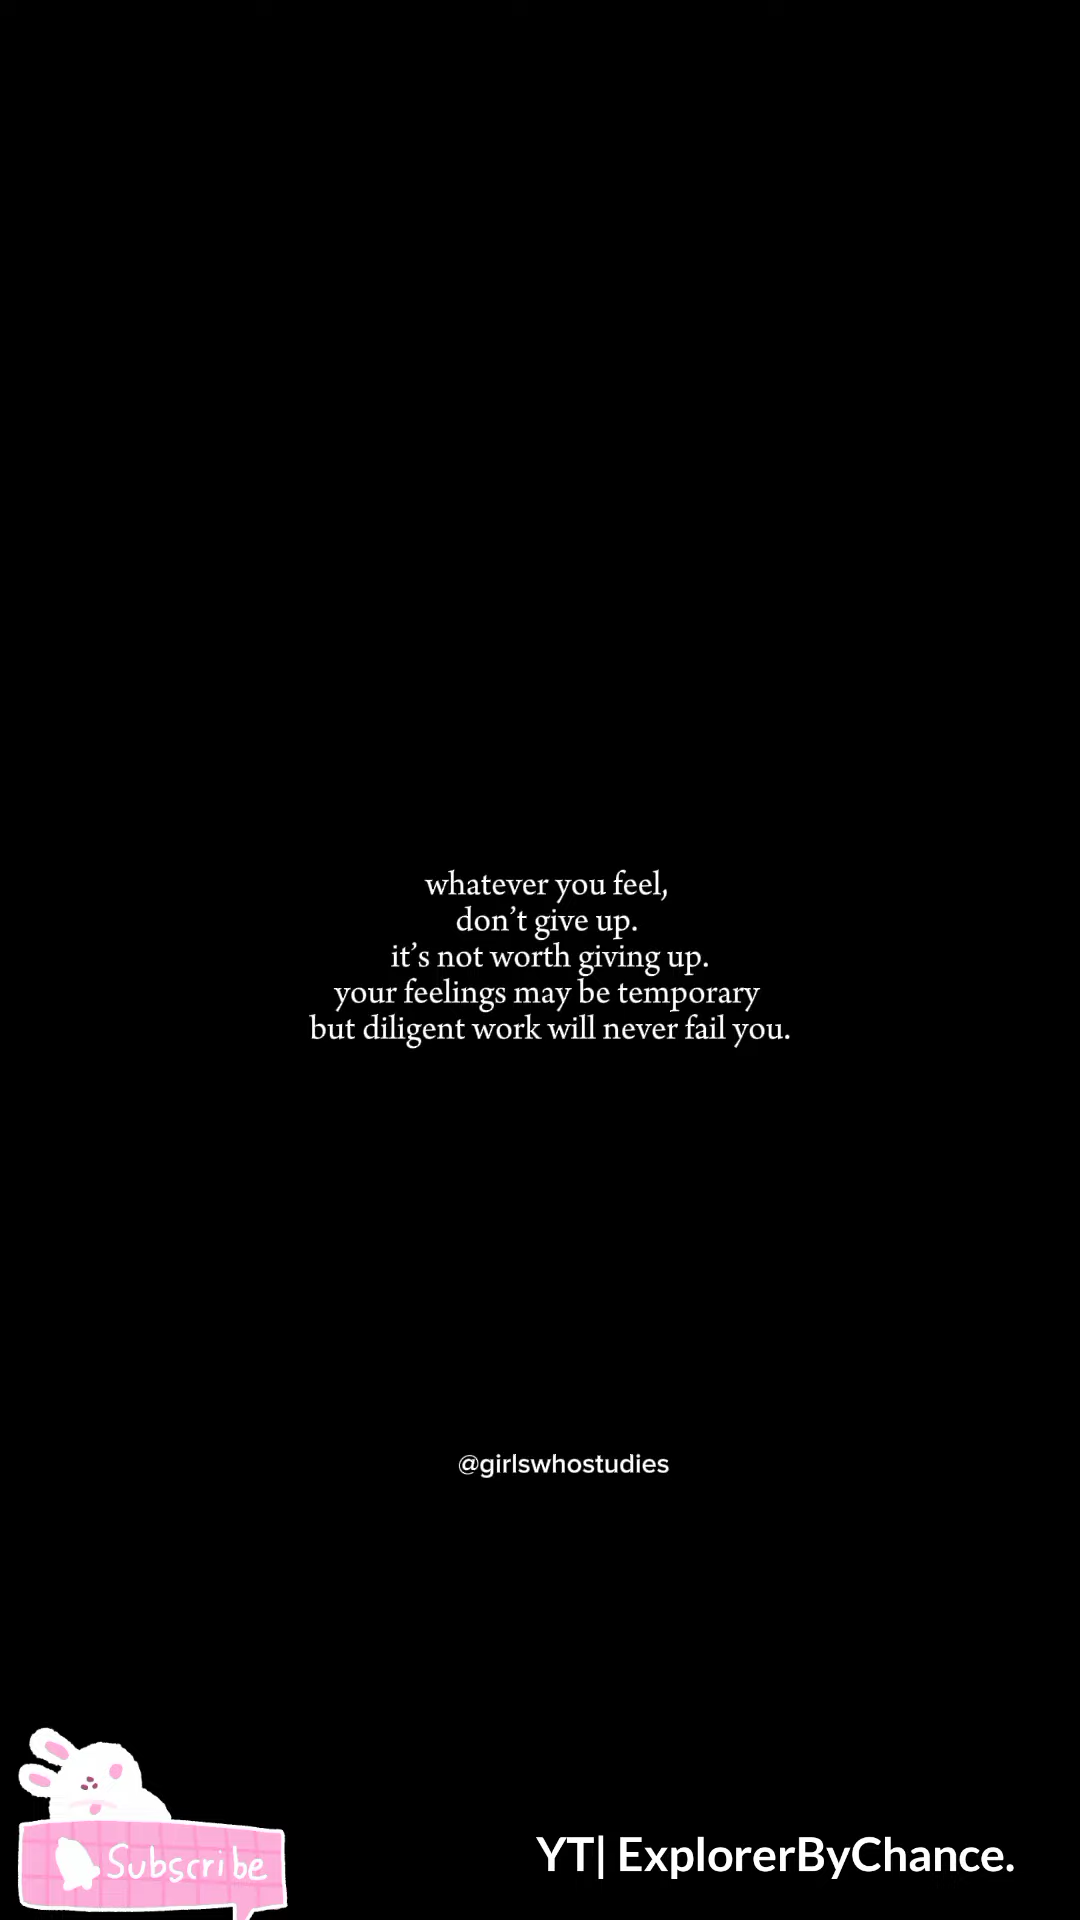 whatever you feel,
don’t give up.
it’s not worth giving up.
your feelings may be temporary
but diligent work will never fail you.
@girlswhostudies
Subscribe
YT| ExplorerByChance.